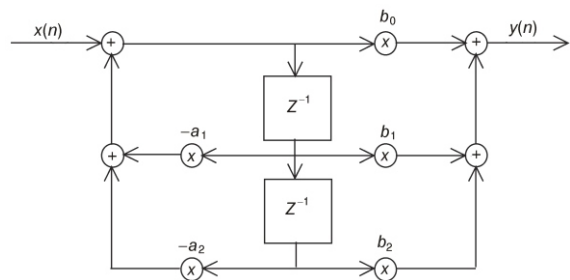 b₀
x(n) + x + y(n)
Z⁻¹
−a₁ b₁
+ x x +
Z⁻¹
−a₂ b₂
x x